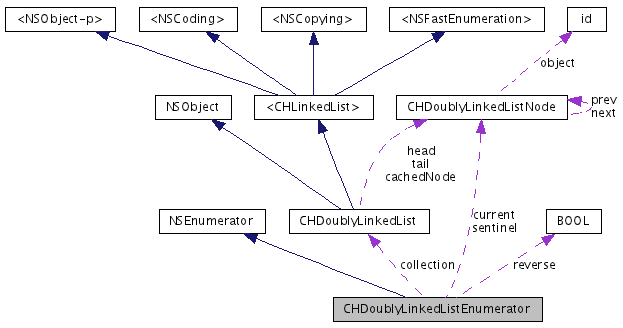 <NSObject-p>
<NSCoding>
<NSCopying>
<NSFastEnumeration>
id
object
NSObject
<CHLinkedList>
CHDoublyLinkedListNode
prev
next
head
tail
cachedNode
NSEnumerator
CHDoublyLinkedList
current
sentinel
BOOL
collection
reverse
CHDoublyLinkedListEnumerator